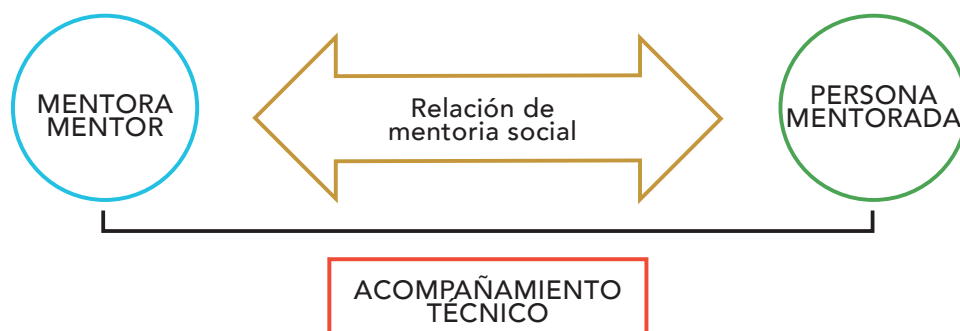 MENTORA
MENTOR
Relación de
mentoria social
PERSONA
MENTORADA
ACOMPAÑAMIENTO
TÉCNICO